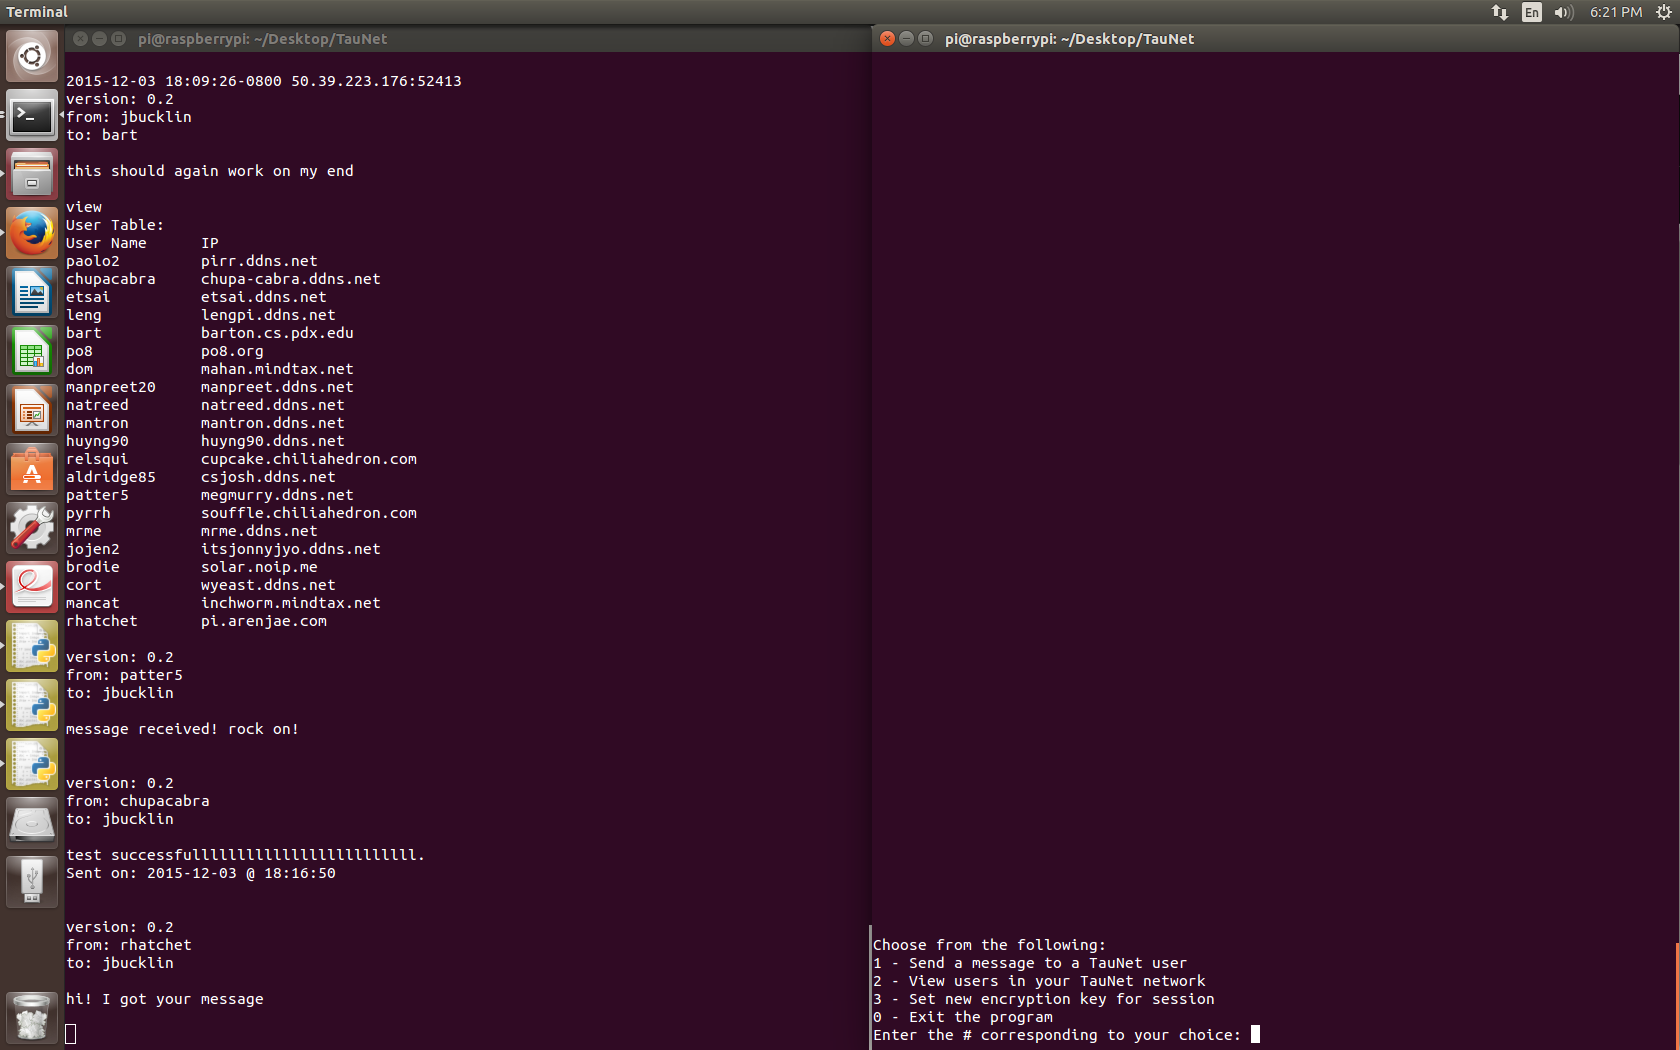 Terminal
En
6:21 PM
pi@raspberrypi: ~/Desktop/TauNet
2015-12-03 18:09:26-0800 50.39.223.176:52413
version: 0.2
from: jbucklin
to: bart
this should again work on my end
view
User Table:
User Name IP
paolo2 pirr.ddns.net
chupacabra chupa-cabra.ddns.net
etsai etsai.ddns.net
leng lengpi.ddns.net
bart barton.cs.pdx.edu
po8 po8.org
dom mahan.mindtax.net
manpreet20 manpreet.ddns.net
natreed natreed.ddns.net
mantron mantron.ddns.net
huyng90 huyng90.ddns.net
relsqui cupcake.chiliahedron.com
aldridge85 csjosh.ddns.net
patter5 megmurry.ddns.net
pyrrh souffle.chiliahedron.com
mrme mrme.ddns.net
jojen2 itsjonnyjyo.ddns.net
brodie solar.noip.me
cort wyeast.ddns.net
mancat inchworm.mindtax.net
rhatchet pi.arenjae.com
version: 0.2
from: patter5
to: jbucklin
message received! rock on!
version: 0.2
from: chupacabra
to: jbucklin
test successfulllllllllllllllllllllllll.
Sent on: 2015-12-03 @ 18:16:50
version: 0.2
from: rhatchet
to: jbucklin
hi! I got your message
pi@raspberrypi: ~/Desktop/TauNet
Choose from the following:
1 - Send a message to a TauNet user
2 - View users in your TauNet network
3 - Set new encryption key for session
0 - Exit the program
Enter the # corresponding to your choice: